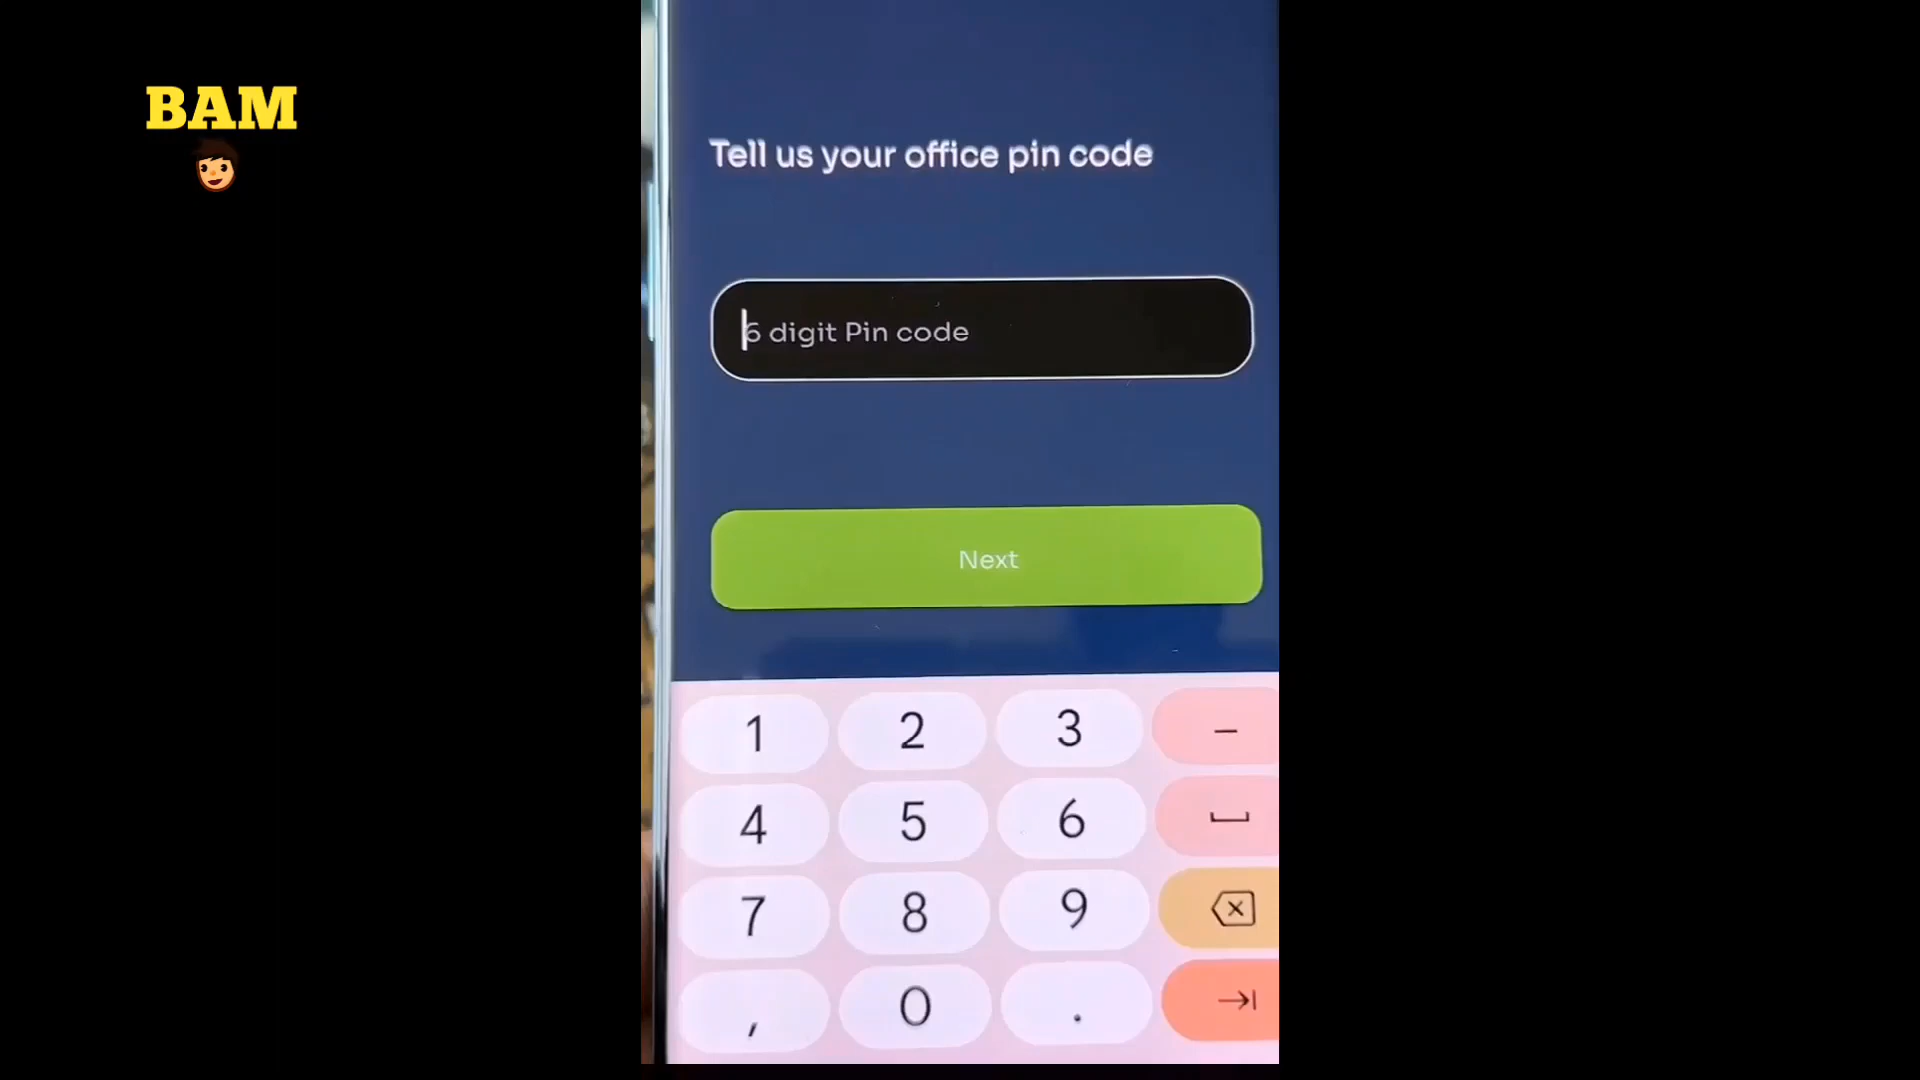 BAM
Tell us your office pin code
6 digit Pin code
Next
1 2 3 –
4 5 6
7 8 9
, 0 .